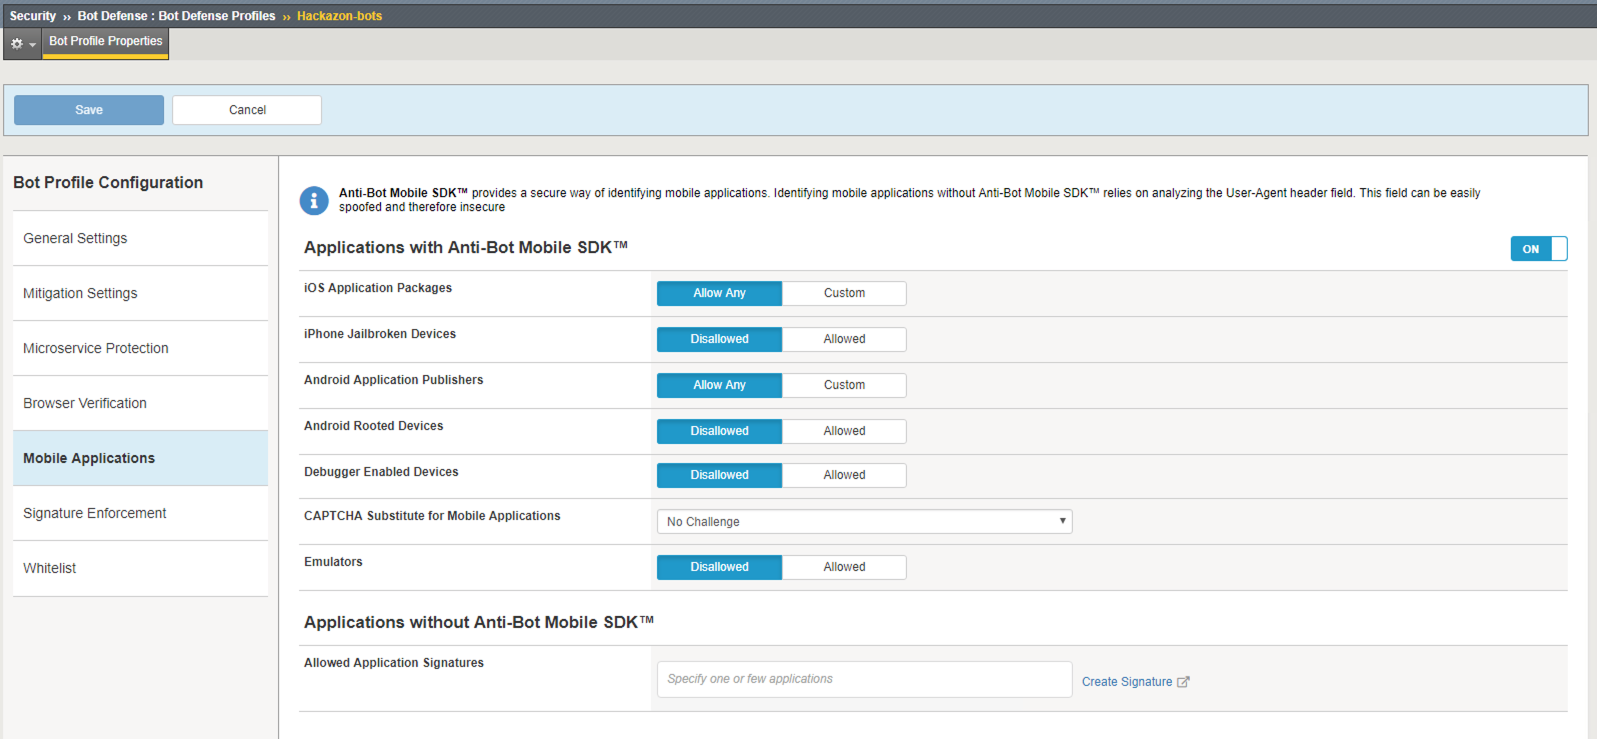 Security ›› Bot Defense : Bot Defense Profiles ›› Hackazon-bots
Bot Profile Properties
Save
Cancel
Bot Profile Configuration
General Settings
Mitigation Settings
Microservice Protection
Browser Verification
Mobile Applications
Signature Enforcement
Whitelist
Anti-Bot Mobile SDK™ provides a secure way of identifying mobile applications. Identifying mobile applications without Anti-Bot Mobile SDK™ relies on analyzing the User-Agent header field. This field can be easily
spoofed and therefore insecure
Applications with Anti-Bot Mobile SDK™
ON
iOS Application Packages
Allow Any
Custom
iPhone Jailbroken Devices
Disallowed
Allowed
Android Application Publishers
Allow Any
Custom
Android Rooted Devices
Disallowed
Allowed
Debugger Enabled Devices
Disallowed
Allowed
CAPTCHA Substitute for Mobile Applications
No Challenge
Emulators
Disallowed
Allowed
Applications without Anti-Bot Mobile SDK™
Allowed Application Signatures
Specify one or few applications
Create Signature